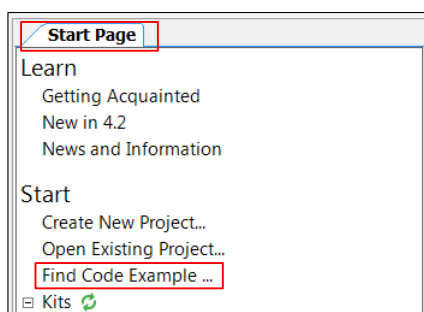 Start Page
Learn
Getting Acquainted
New in 4.2
News and Information
Start
Create New Project...
Open Existing Project...
Find Code Example ...
Kits